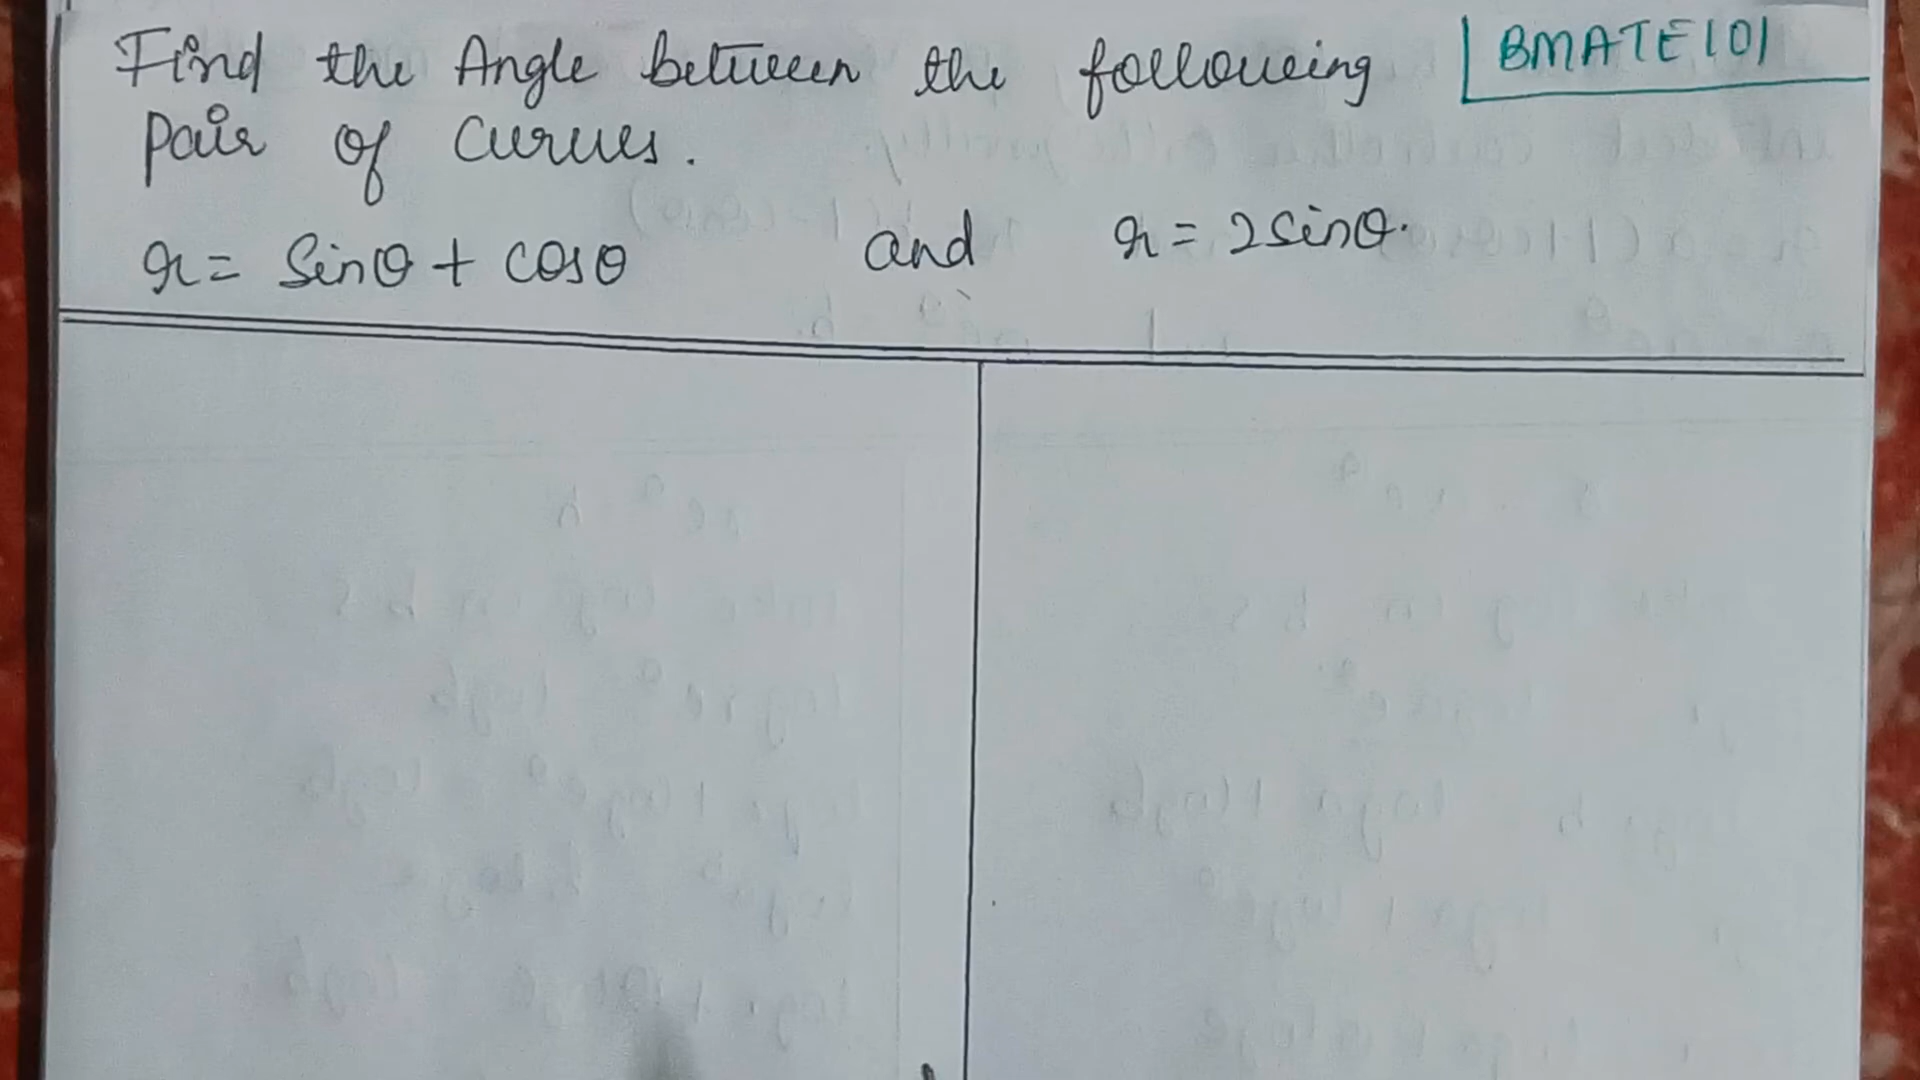 Find the Angle between the following
BMATE101
pair of curves.
r = sinθ + cosθ and r = 2sinθ.